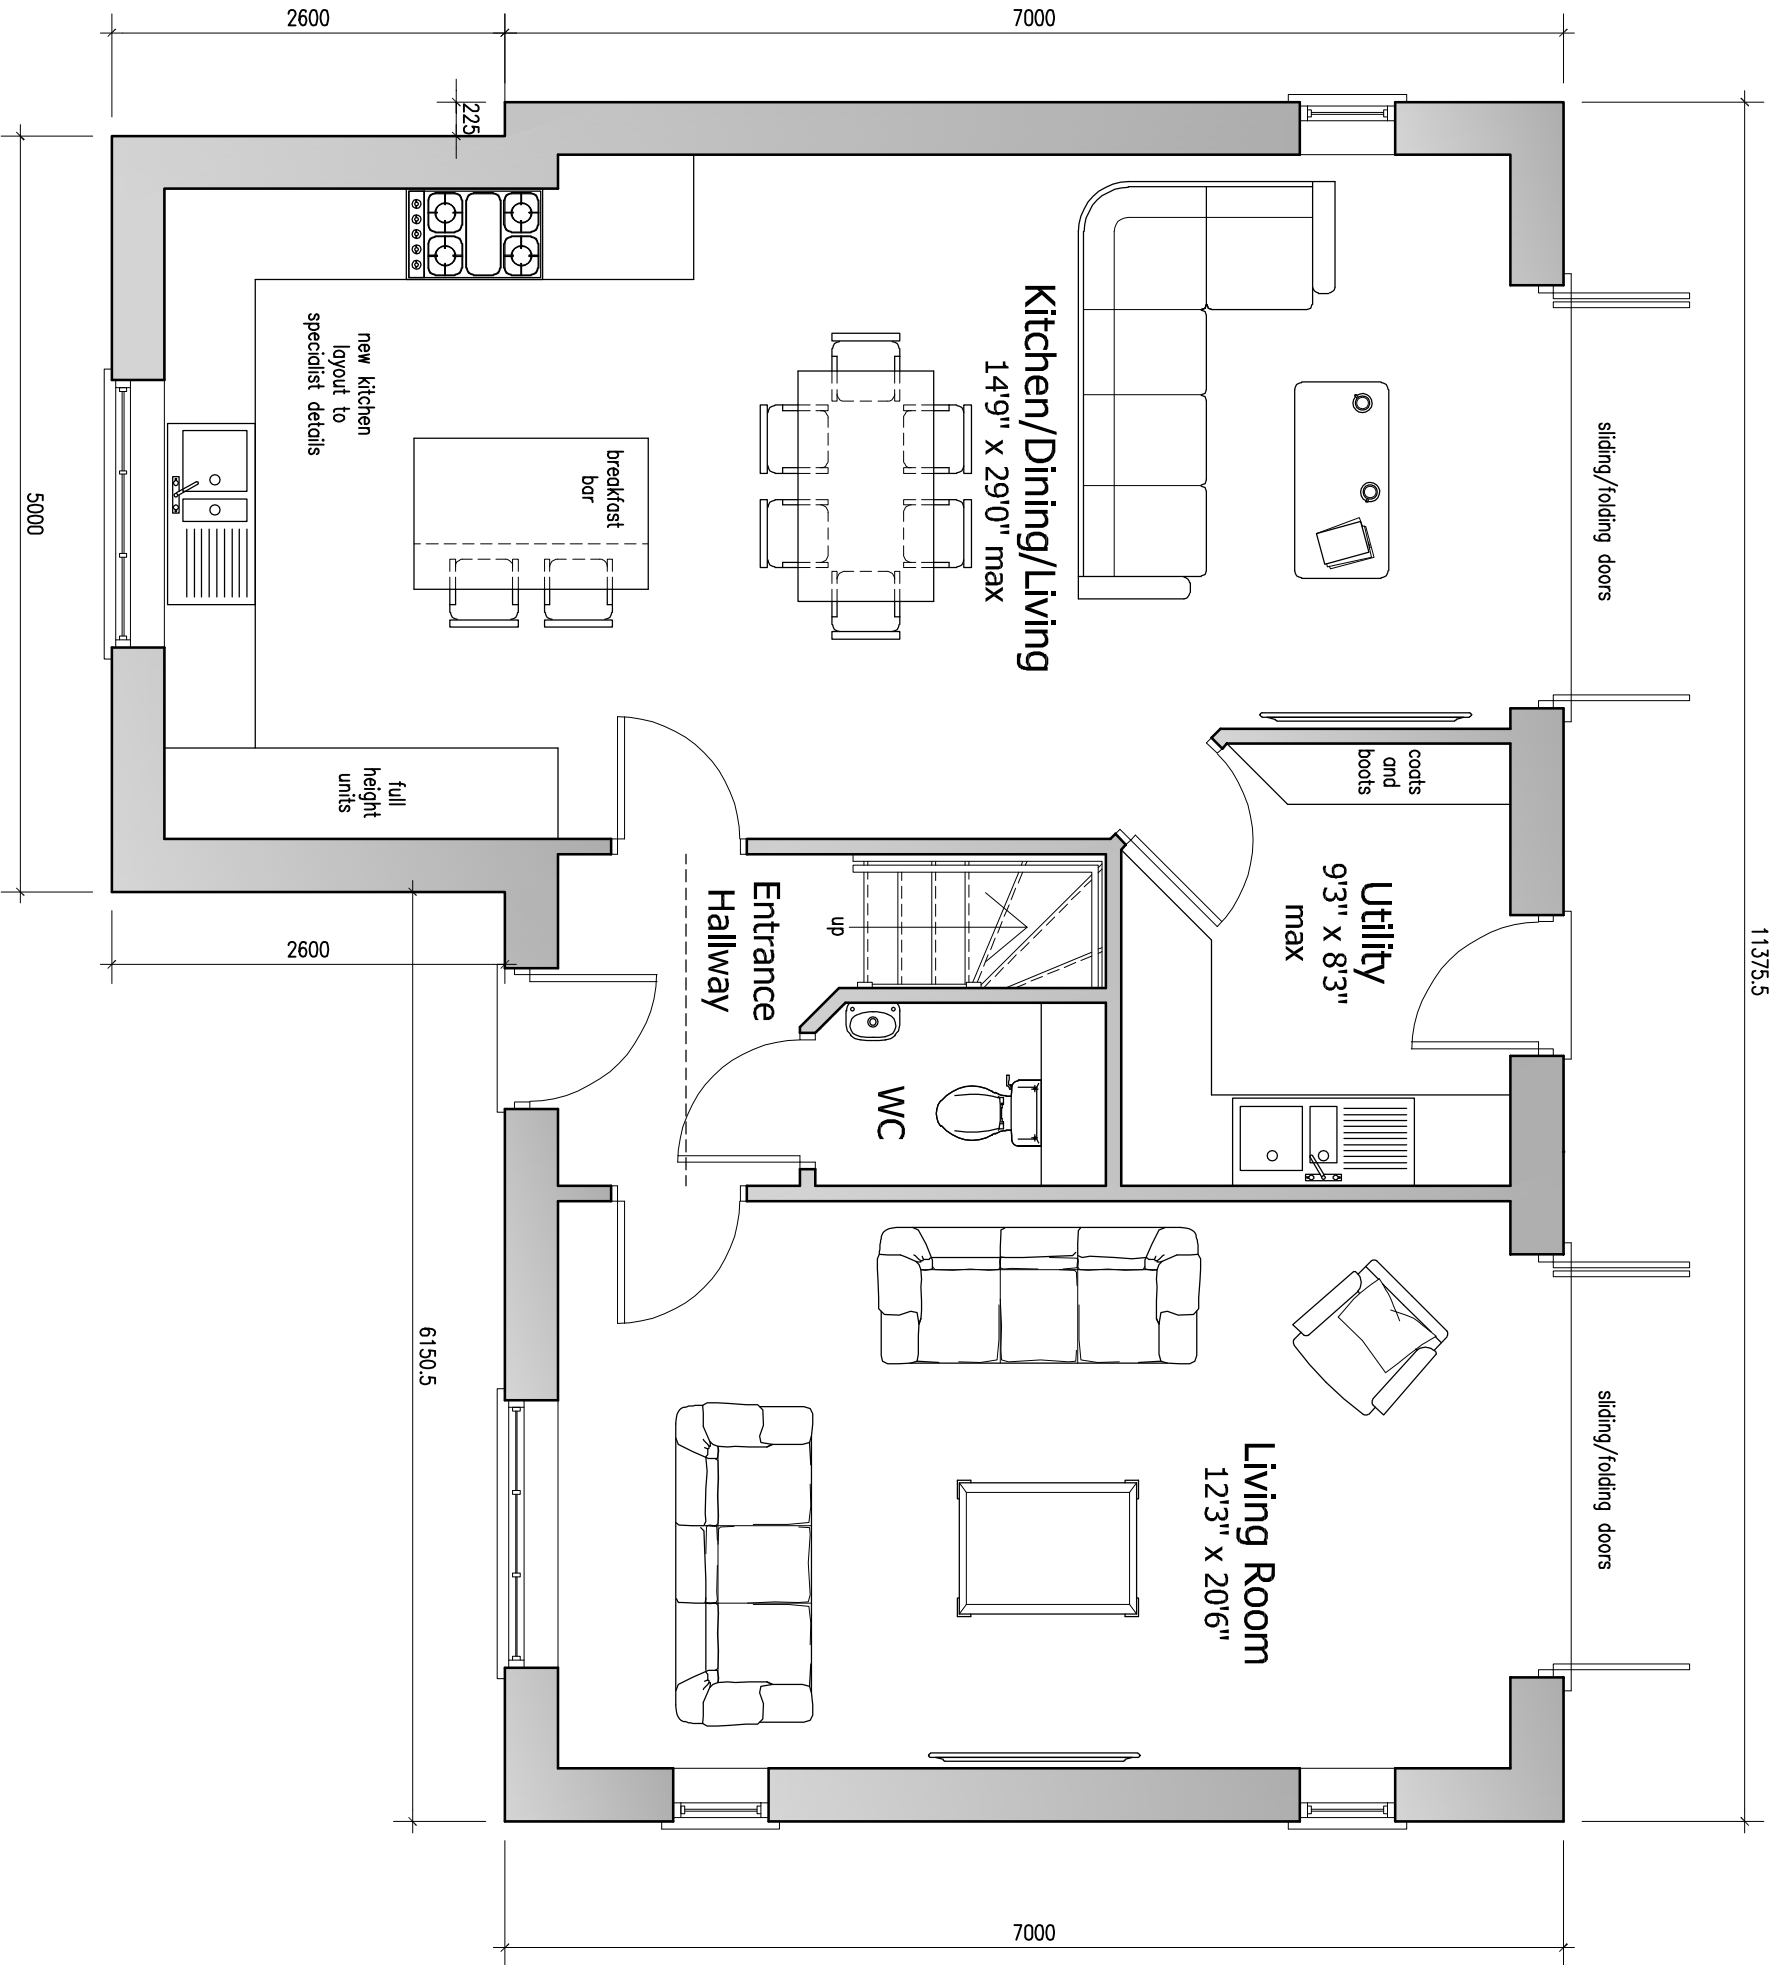 2600
7000
225
11375.5
5000
new kitchen
layout to
specialist details
breakfast
bar
Kitchen/Dining/Living
14'9" x 29'0" max
sliding/folding doors
full
height
units
coats
and
boots
Utility
9'3" x 8'3"
max
Entrance
Hallway
up
WC
2600
6150.5
Living Room
12'3" x 20'6"
sliding/folding doors
7000